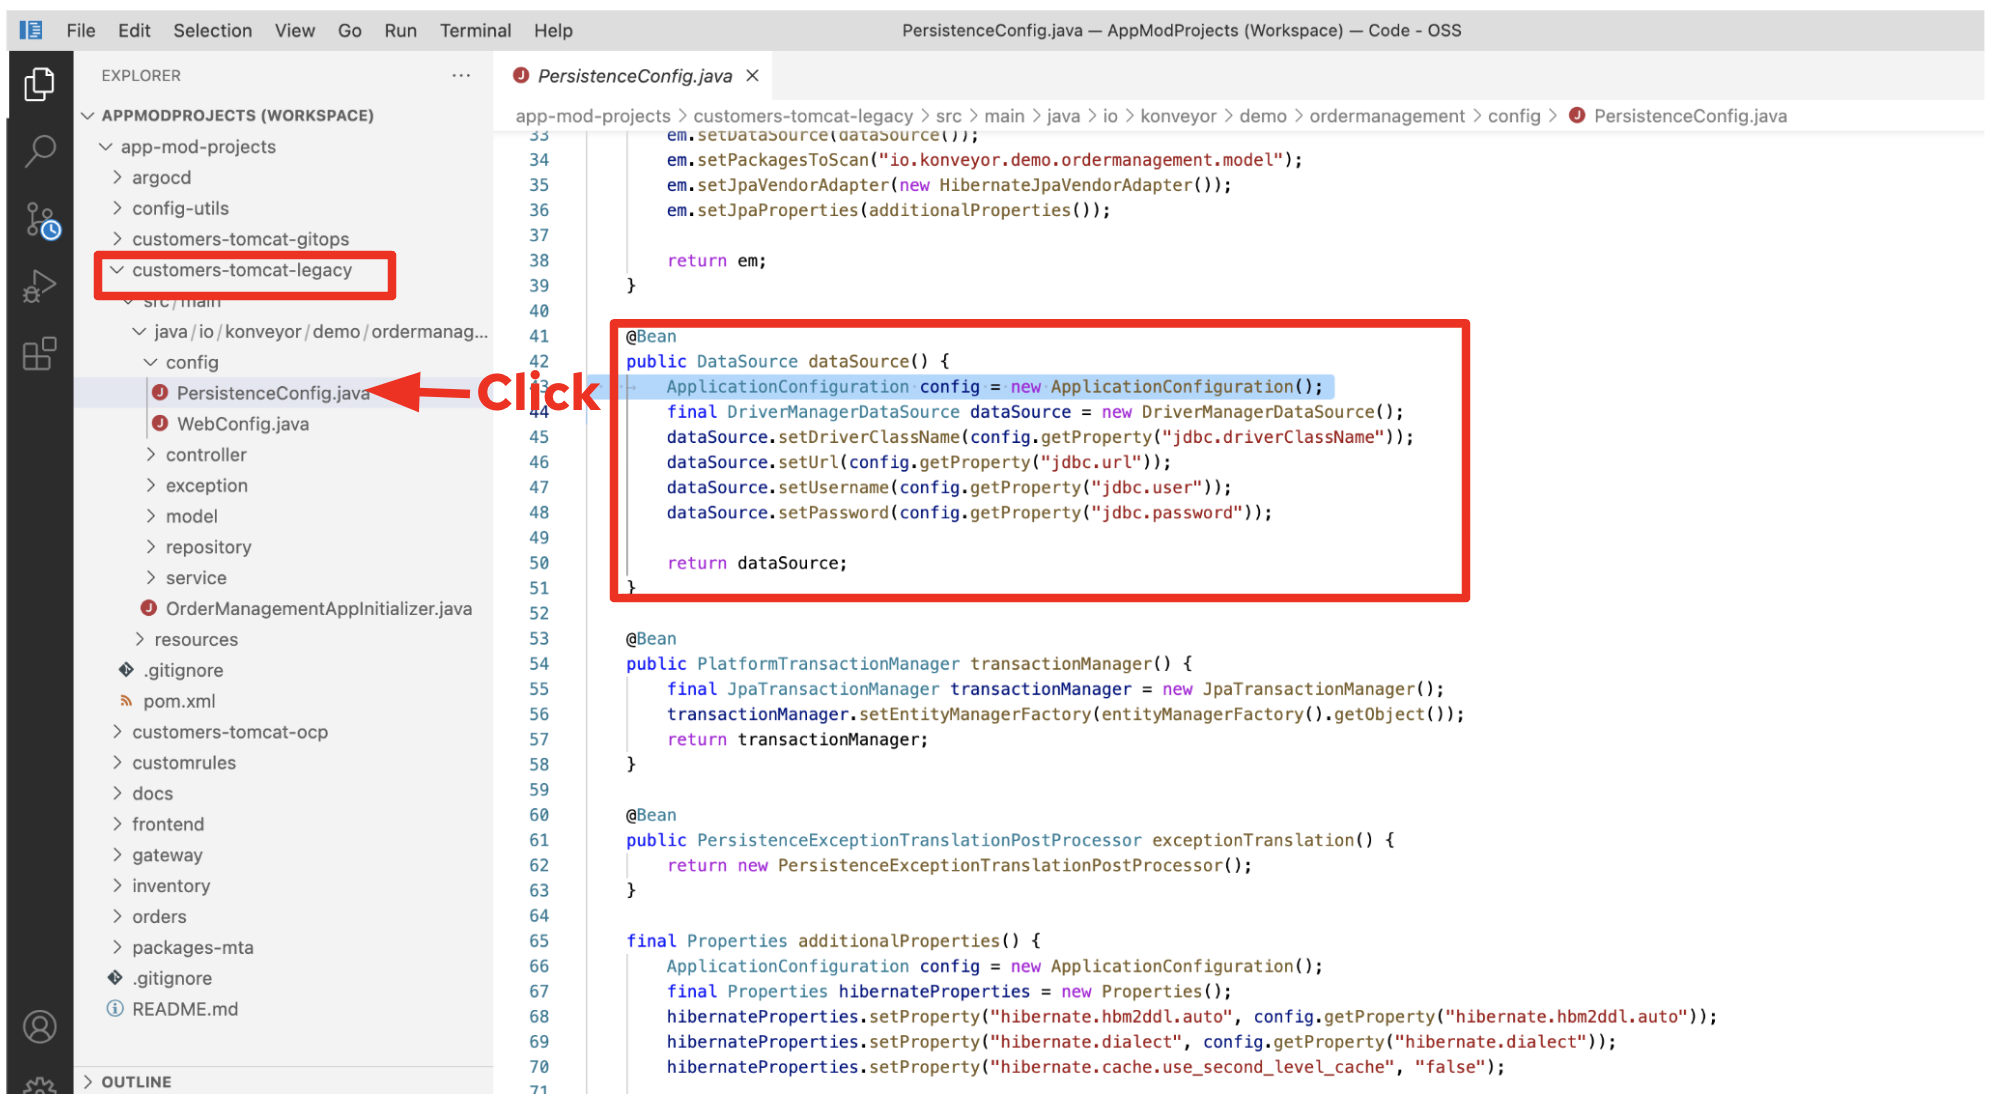 File Edit Selection View Go Run Terminal Help
PersistenceConfig.java — AppModProjects (Workspace) — Code - OSS
EXPLORER
APPMODPROJECTS (WORKSPACE)
app-mod-projects
argocd
config-utils
customers-tomcat-gitops
customers-tomcat-legacy
src/main
java/io/konveyor/demo/ordermanag...
config
PersistenceConfig.java
WebConfig.java
controller
exception
model
repository
service
OrderManagementAppInitializer.java
resources
.gitignore
pom.xml
customers-tomcat-ocp
customrules
docs
frontend
gateway
inventory
orders
packages-mta
.gitignore
README.md
OUTLINE
Click
PersistenceConfig.java
app-mod-projects > customers-tomcat-legacy > src > main > java > io > konveyor > demo > ordermanagement > config > PersistenceConfig.java
33 em.setDataSource(dataSource());
34 em.setPackagesToScan("io.konveyor.demo.ordermanagement.model");
35 em.setJpaVendorAdapter(new HibernateJpaVendorAdapter());
36 em.setJpaProperties(additionalProperties());
37
38 return em;
39 }
40
41 @Bean
42 public DataSource dataSource() {
43 ApplicationConfiguration config = new ApplicationConfiguration();
44 final DriverManagerDataSource dataSource = new DriverManagerDataSource();
45 dataSource.setDriverClassName(config.getProperty("jdbc.driverClassName"));
46 dataSource.setUrl(config.getProperty("jdbc.url"));
47 dataSource.setUsername(config.getProperty("jdbc.user"));
48 dataSource.setPassword(config.getProperty("jdbc.password"));
49
50 return dataSource;
51 }
52
53 @Bean
54 public PlatformTransactionManager transactionManager() {
55 final JpaTransactionManager transactionManager = new JpaTransactionManager();
56 transactionManager.setEntityManagerFactory(entityManagerFactory().getObject());
57 return transactionManager;
58 }
59
60 @Bean
61 public PersistenceExceptionTranslationPostProcessor exceptionTranslation() {
62 return new PersistenceExceptionTranslationPostProcessor();
63 }
64
65 final Properties additionalProperties() {
66 ApplicationConfiguration config = new ApplicationConfiguration();
67 final Properties hibernateProperties = new Properties();
68 hibernateProperties.setProperty("hibernate.hbm2ddl.auto", config.getProperty("hibernate.hbm2ddl.auto"));
69 hibernateProperties.setProperty("hibernate.dialect", config.getProperty("hibernate.dialect"));
70 hibernateProperties.setProperty("hibernate.cache.use_second_level_cache", "false");
71